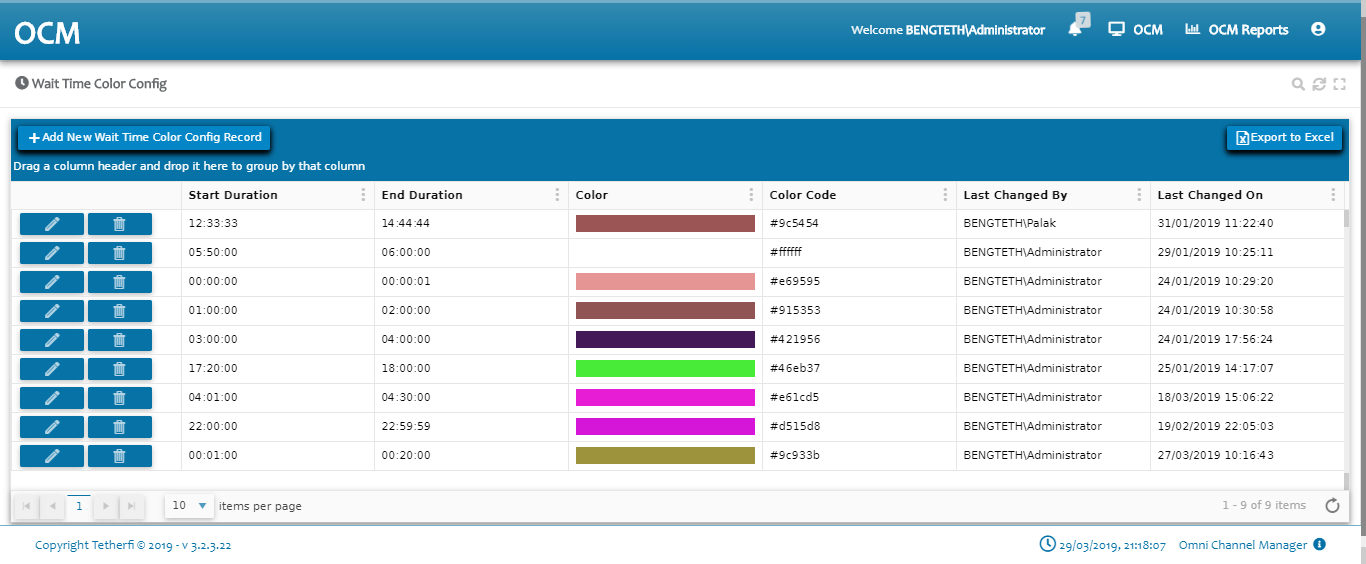 OCM
Welcome BENGTETH\Administrator 7 OCM OCM Reports
Wait Time Color Config
Add New Wait Time Color Config Record Export to Excel
Drag a column header and drop it here to group by that column
Start Duration End Duration Color Color Code Last Changed By Last Changed On
12:33:33 14:44:44 #9c5454 BENGTETH\Palak 31/01/2019 11:22:40
05:50:00 06:00:00 #ffffff BENGTETH\Administrator 29/01/2019 10:25:11
00:00:00 00:00:01 #e69595 BENGTETH\Administrator 24/01/2019 10:29:20
01:00:00 02:00:00 #915353 BENGTETH\Administrator 24/01/2019 10:30:58
03:00:00 04:00:00 #421956 BENGTETH\Administrator 24/01/2019 17:56:24
17:20:00 18:00:00 #46eb37 BENGTETH\Administrator 25/01/2019 14:17:07
04:01:00 04:30:00 #e61cd5 BENGTETH\Administrator 18/03/2019 15:06:22
22:00:00 22:59:59 #d515d8 BENGTETH\Administrator 19/02/2019 22:05:03
00:01:00 00:20:00 #9c933b BENGTETH\Administrator 27/03/2019 10:16:43
1 10 items per page 1 - 9 of 9 items
Copyright Tetherfi © 2019 - v 3.2.3.22 29/03/2019, 21:18:07 Omni Channel Manager